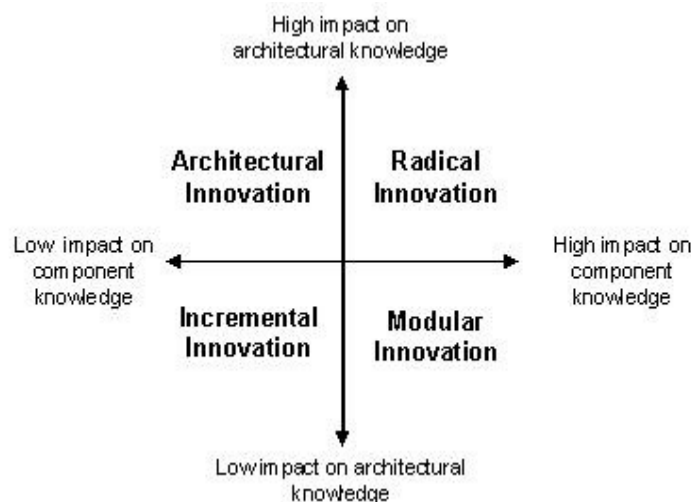 High impact on
architectural knowledge
Architectural
Innovation
Radical
Innovation
Low impact on
component
knowledge
High impact on
component
knowledge
Incremental
Innovation
Modular
Innovation
Low impact on architectural
knowledge